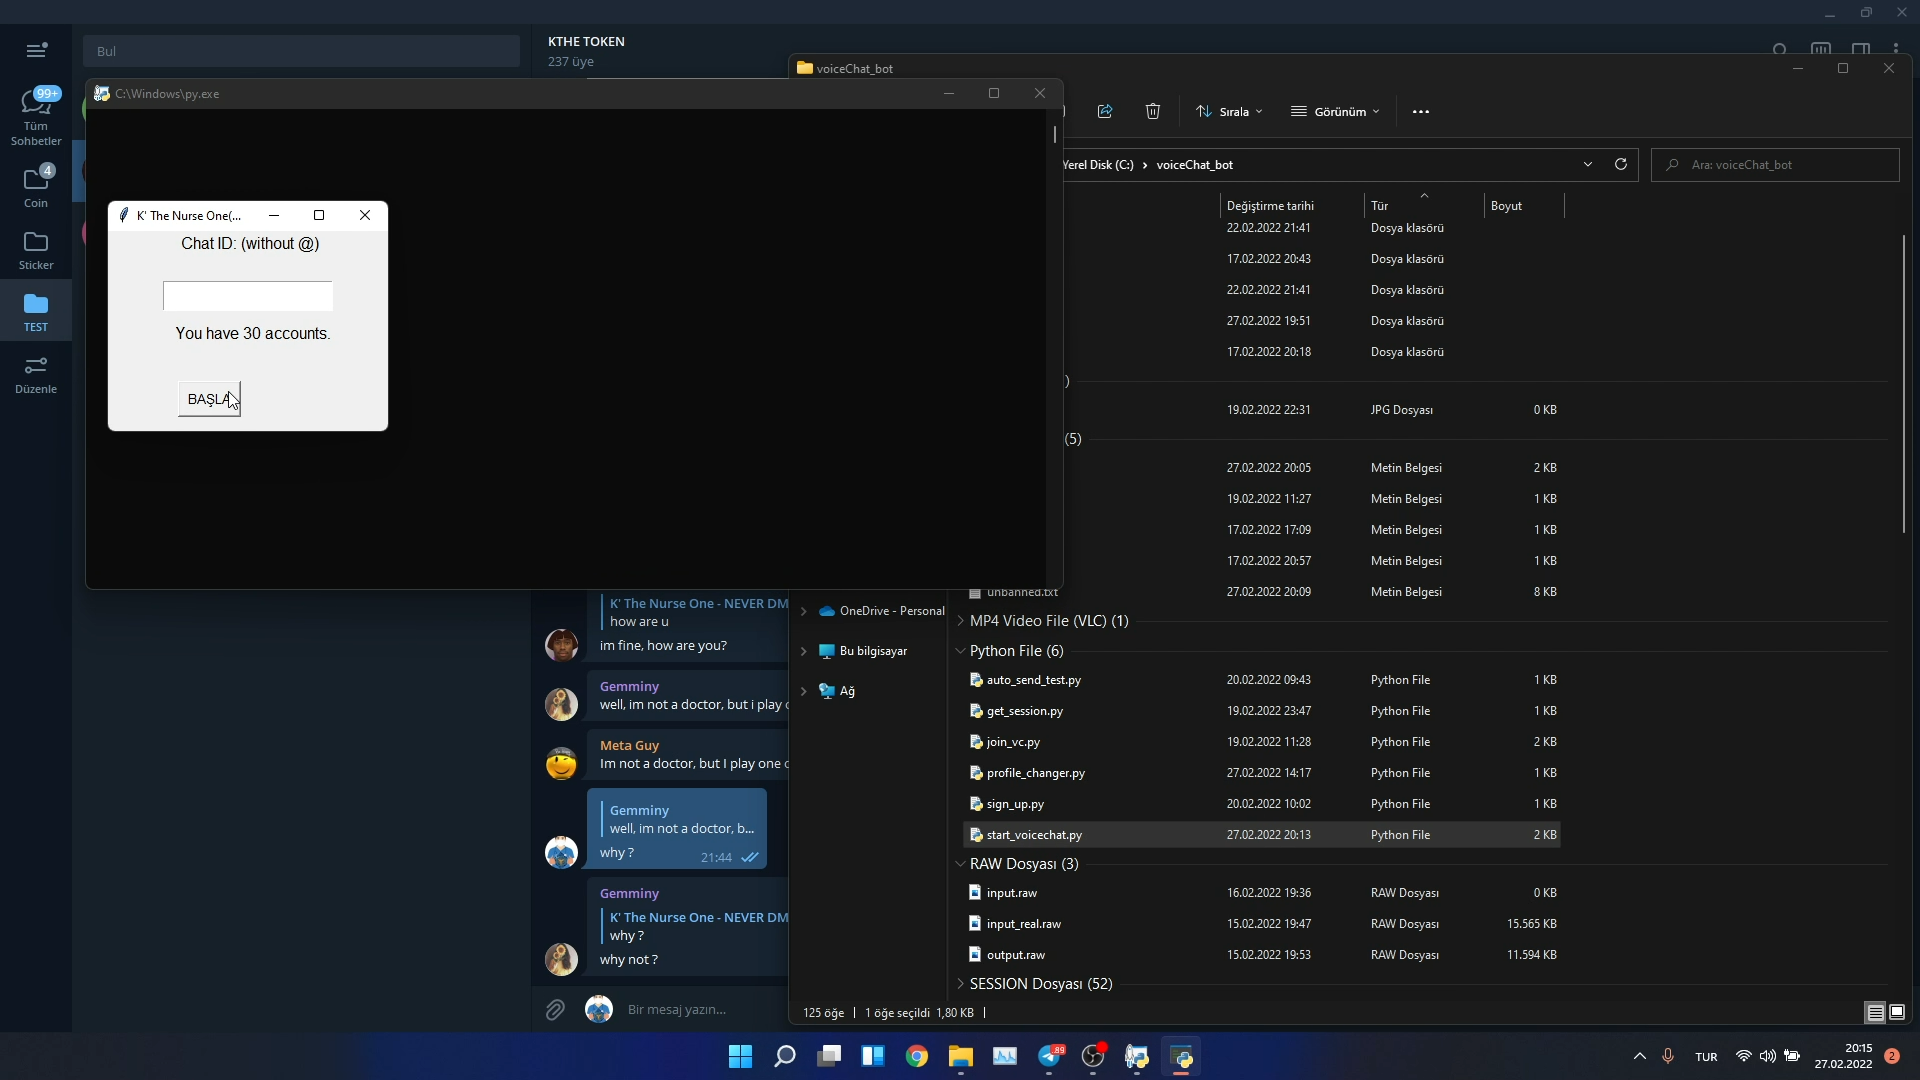 Bul
KTHE TOKEN
237 üye
99+
Tüm
Sohbetler
4
Coin
Sticker
TEST
Düzenle
C:\Windows\py.exe
K' The Nurse One(...
Chat ID: (without @)
You have 30 accounts.
BAŞLA
voiceChat_bot
Sırala
Görünüm
Yerel Disk (C:) > voiceChat_bot
Ara: voiceChat_bot
Değiştirme tarihi Tür Boyut
22.02.2022 21:41 Dosya klasörü
17.02.2022 20:43 Dosya klasörü
22.02.2022 21:41 Dosya klasörü
27.02.2022 19:51 Dosya klasörü
17.02.2022 20:18 Dosya klasörü
)
19.02.2022 22:31 JPG Dosyası 0 KB
(5)
27.02.2022 20:05 Metin Belgesi 2 KB
19.02.2022 11:27 Metin Belgesi 1 KB
17.02.2022 17:09 Metin Belgesi 1 KB
17.02.2022 20:57 Metin Belgesi 1 KB
unbanned.txt 27.02.2022 20:09 Metin Belgesi 8 KB
MP4 Video File (VLC) (1)
Python File (6)
auto_send_test.py 20.02.2022 09:43 Python File 1 KB
get_session.py 19.02.2022 23:47 Python File 1 KB
join_vc.py 19.02.2022 11:28 Python File 2 KB
profile_changer.py 27.02.2022 14:17 Python File 1 KB
sign_up.py 20.02.2022 10:02 Python File 1 KB
start_voicechat.py 27.02.2022 20:13 Python File 2 KB
RAW Dosyası (3)
input.raw 16.02.2022 19:36 RAW Dosyası 0 KB
input_real.raw 15.02.2022 19:47 RAW Dosyası 15.565 KB
output.raw 15.02.2022 19:53 RAW Dosyası 11.594 KB
SESSION Dosyası (52)
OneDrive - Personal
Bu bilgisayar
Ağ
125 öğe 1 öğe seçildi 1,80 KB
K' The Nurse One - NEVER DM
how are u
im fine, how are you?
Gemminy
well, im not a doctor, but i play
Meta Guy
Im not a doctor, but I play one
Gemminy
well, im not a doctor, b...
why ?
21:44
Gemminy
K' The Nurse One - NEVER DM
why ?
why not ?
Bir mesaj yazın...
89
TUR
20:15
27.02.2022
2